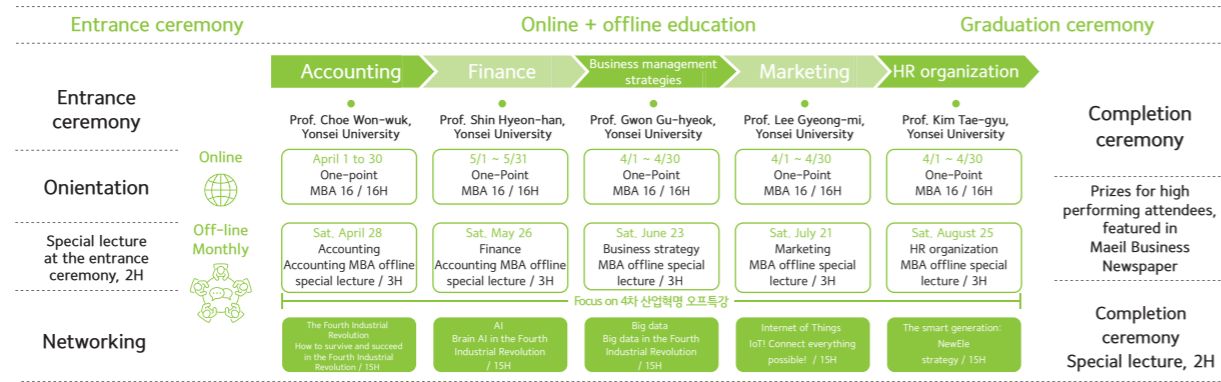 Entrance ceremony
Online + offline education
Graduation ceremony
Entrance
ceremony
Onientation
Special lecture
at the entrance
ceremony, 2H
Networking
Online
Off-line
Monthly
Accounting
Finance
Business management
strategies
Marketing
HR organization
Prof. Choe Won-wuk,
Yonsei University
Prof. Shin Hyeon-han,
Yonsei University
Prof. Gwon Gu-hyeok,
Yonsei University
Prof. Lee Gyeong-mi,
Yonsei University
Prof. Kim Tae-gyu,
Yonsei University
April 1 to 30
One-point
MBA 16 / 16H
5/1 ~ 5/31
One-Point
MBA 16 / 16H
4/1 ~ 4/30
One-Point
MBA 16 / 16H
4/1 ~ 4/30
One-Point
MBA 16 / 16H
4/1 ~ 4/30
One-Point
MBA 16 / 16H
Sat, April 28
Accounting
Accounting MBA offline
special lecture / 3H
Sat, May 26
Finance
Accounting MBA offline
special lecture / 3H
Sat, June 23
Business strategy
MBA offline special
lecture / 3H
Sat, July 21
Marketing
MBA offline special
lecture / 3H
Sat, August 25
HR organization
MBA offline special
lecture / 3H
Focus on 4차 산업혁명 오프특강
The Fourth Industrial
Revolution
How to survive and succeed
in the Fourth Industrial
Revolution / 15H
AI
Brain AI in the Fourth
Industrial Revolution
/ 15H
Big data
Big data in the Fourth
Industrial Revolution
/ 15H
Internet of Things
IoT! Connect everything
possible! / 15H
The smart generation:
NewEle
strategy / 15H
Completion
ceremony
Prizes for high
performing attendees,
featured in
Maeil Business
Newspaper
Completion
ceremony
Special lecture, 2H